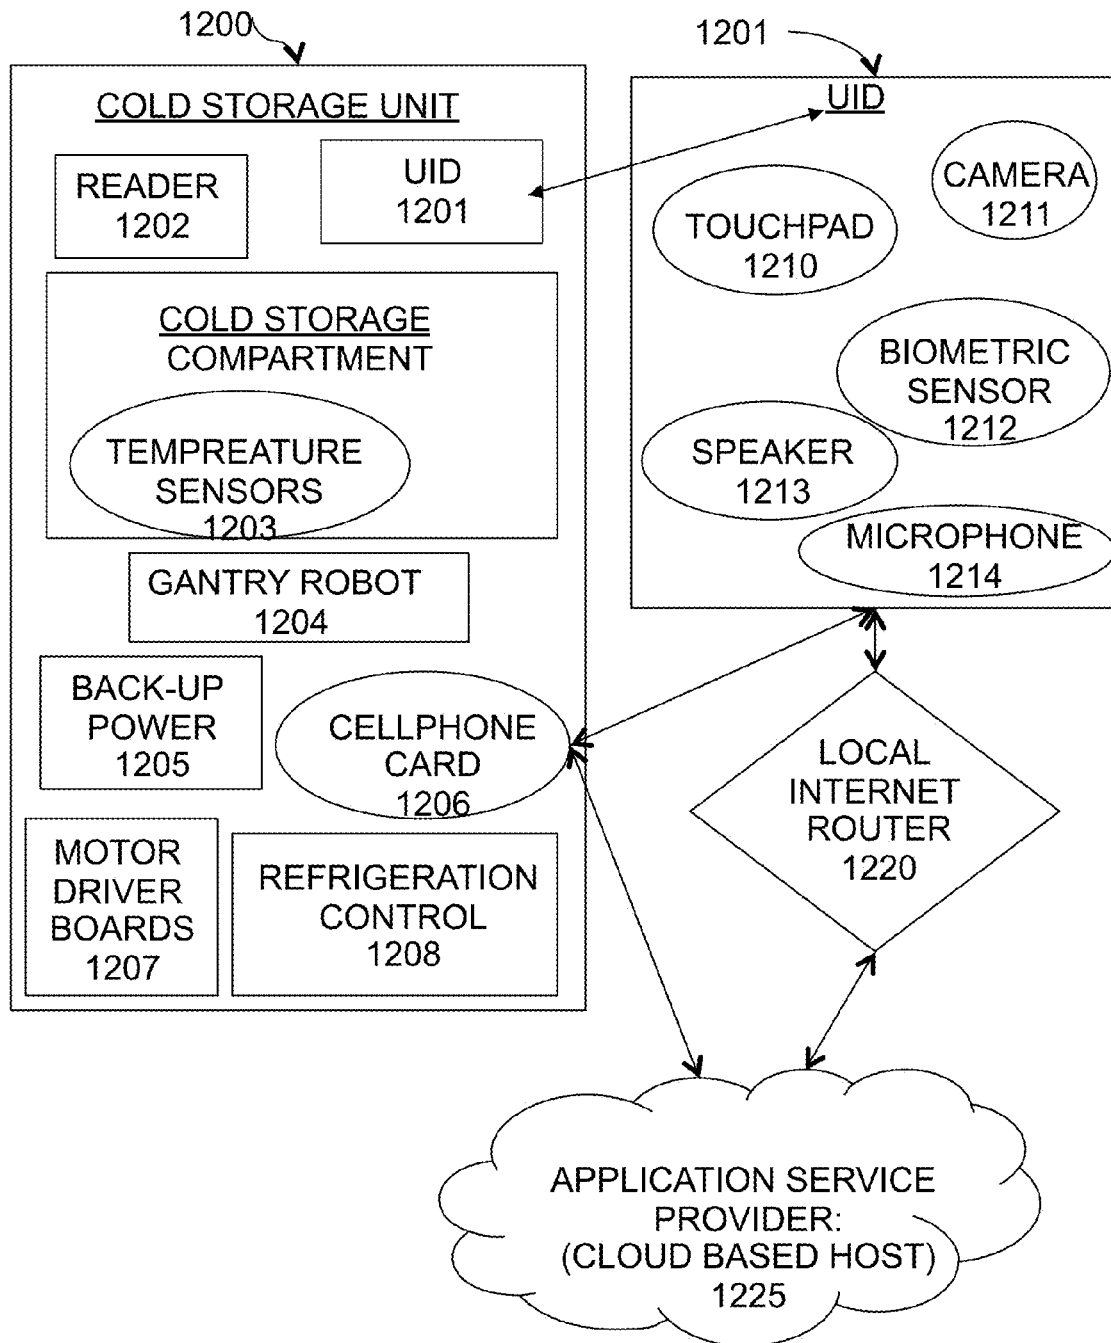 1200
COLD STORAGE UNIT
READER
1202
UID
1201
COLD STORAGE
COMPARTMENT
TEMPREATURE
SENSORS
1203
GANTRY ROBOT
1204
BACK-UP
POWER
1205
CELLPHONE
CARD
1206
MOTOR
DRIVER
BOARDS
1207
REFRIGERATION
CONTROL
1208
1201
UID
TOUCHPAD
1210
CAMERA
1211
BIOMETRIC
SENSOR
1212
SPEAKER
1213
MICROPHONE
1214
LOCAL
INTERNET
ROUTER
1220
APPLICATION SERVICE
PROVIDER:
(CLOUD BASED HOST)
1225